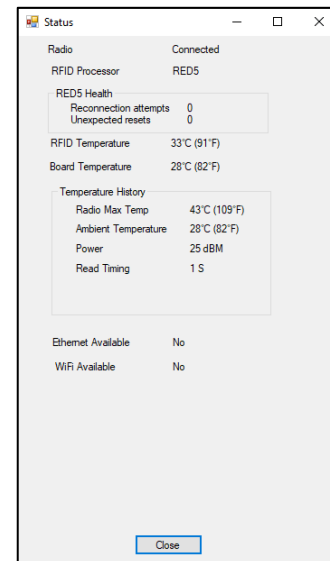 Status
Radio Connected
RFID Processor RED5
RED5 Health
Reconnection attempts 0
Unexpected resets 0
RFID Temperature 33°C (91°F)
Board Temperature 28°C (82°F)
Temperature History
Radio Max Temp 43°C (109°F)
Ambient Temperature 28°C (82°F)
Power 25 dBM
Read Timing 1 S
Ethernet Available No
WiFi Available No
Close